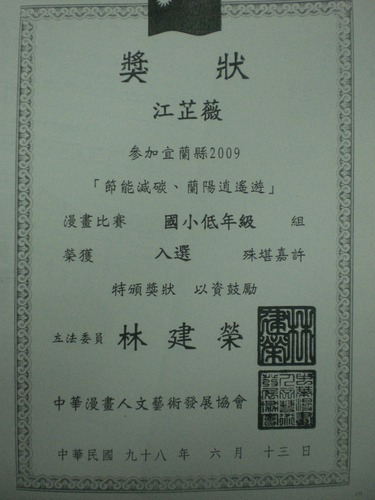 獎狀
江芷薇
參加宜蘭縣2009
「節能減碳、蘭陽逍遙遊」
漫畫比賽 國小低年級 組
榮獲 入選 殊堪嘉許
特頒獎狀 以資鼓勵
立法委員 林建榮
中華漫畫人文藝術發展協會
中華民國 九十八 年 六 月 十三 日